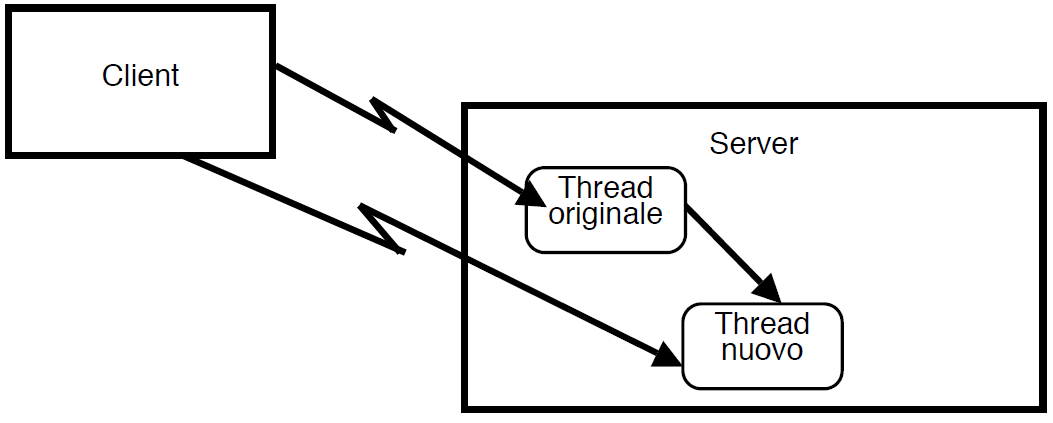 Client
Server
Thread
originale
Thread
nuovo